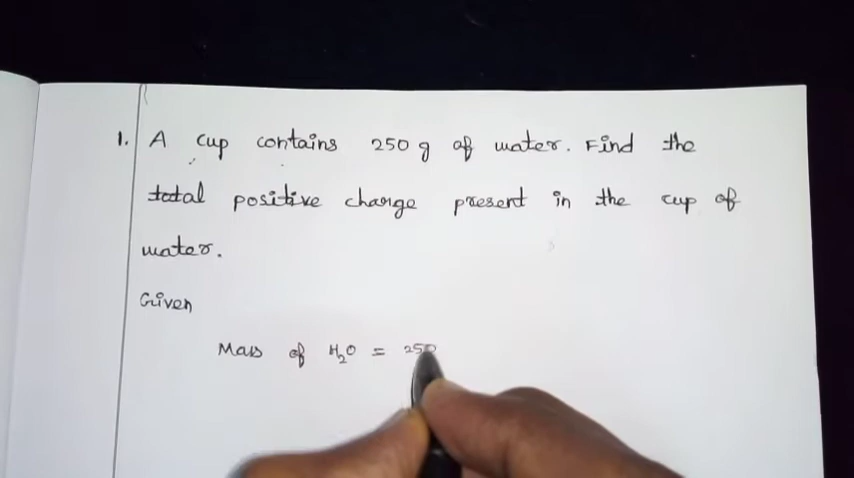 1. A cup contains 250 g of water. Find the
total positive charge present in the cup of
water.
Given
Mass of H₂O = 250